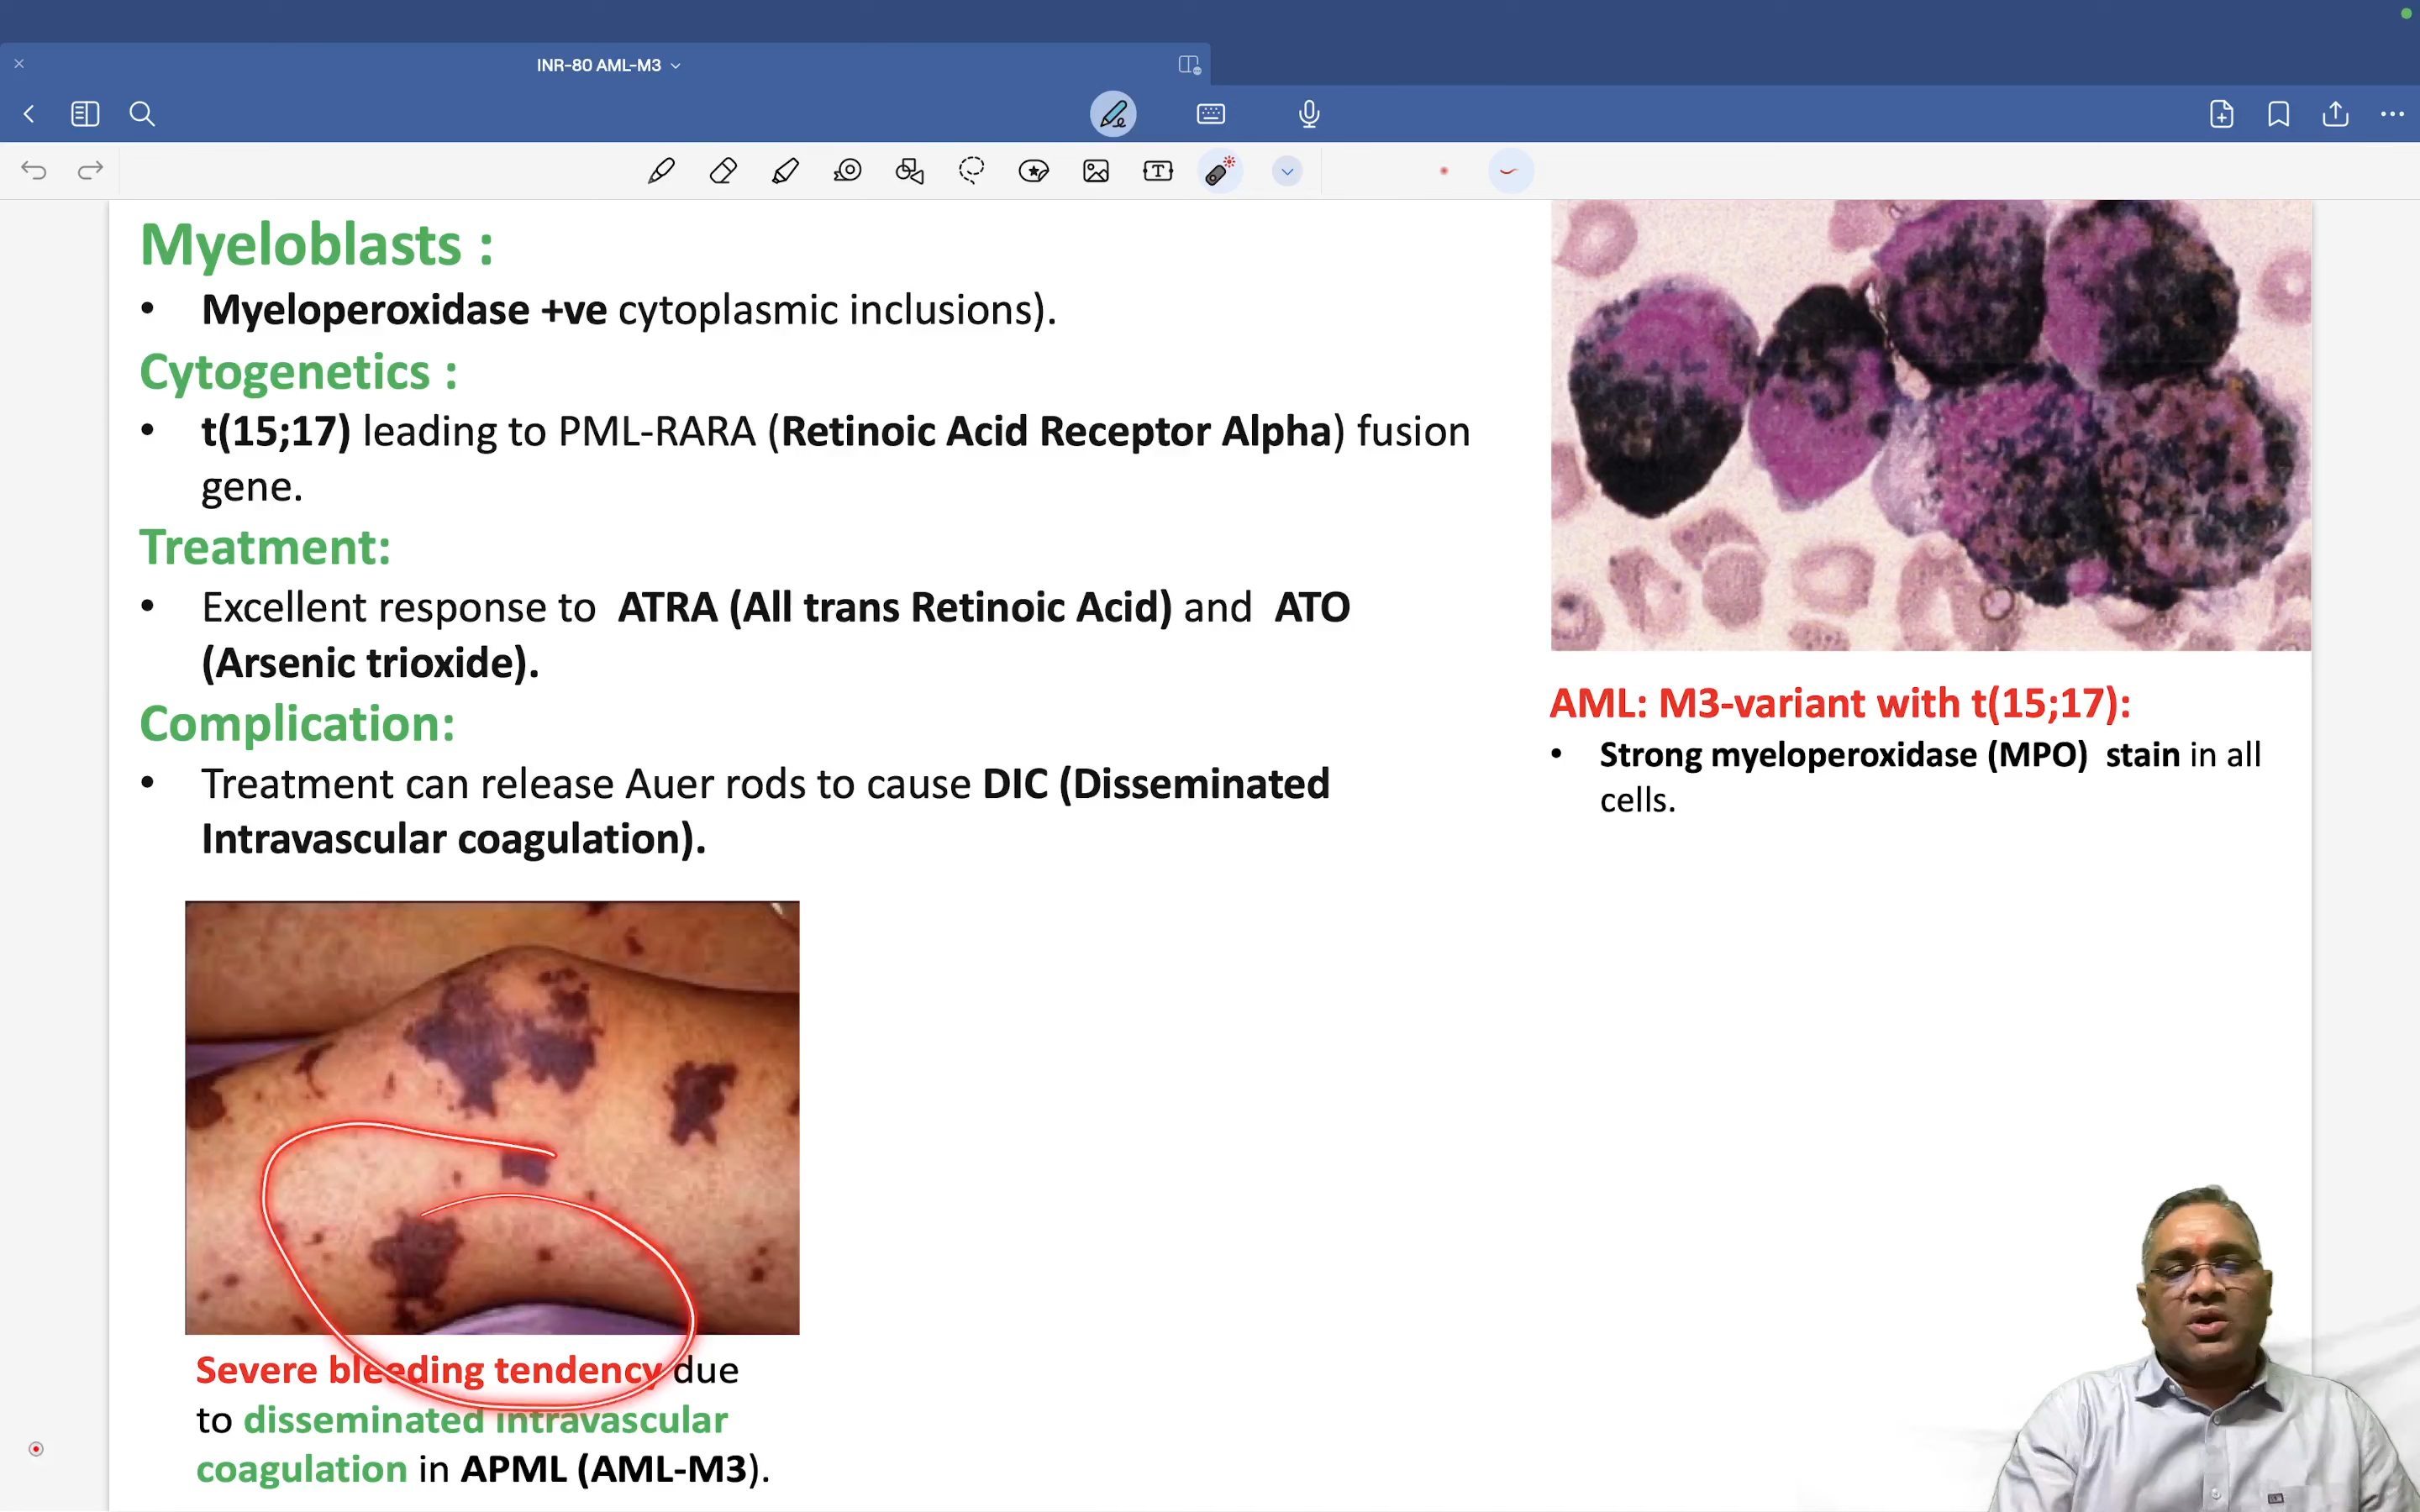 INR-80 AML-M3
Myeloblasts :
• Myeloperoxidase +ve cytoplasmic inclusions).
Cytogenetics :
• t(15;17) leading to PML-RARA (Retinoic Acid Receptor Alpha) fusion
gene.
Treatment:
• Excellent response to ATRA (All trans Retinoic Acid) and ATO
(Arsenic trioxide).
Complication:
• Treatment can release Auer rods to cause DIC (Disseminated
Intravascular coagulation).
Severe bleeding tendency due
to disseminated intravascular
coagulation in APML (AML-M3).
AML: M3-variant with t(15;17):
• Strong myeloperoxidase (MPO) stain in all
cells.